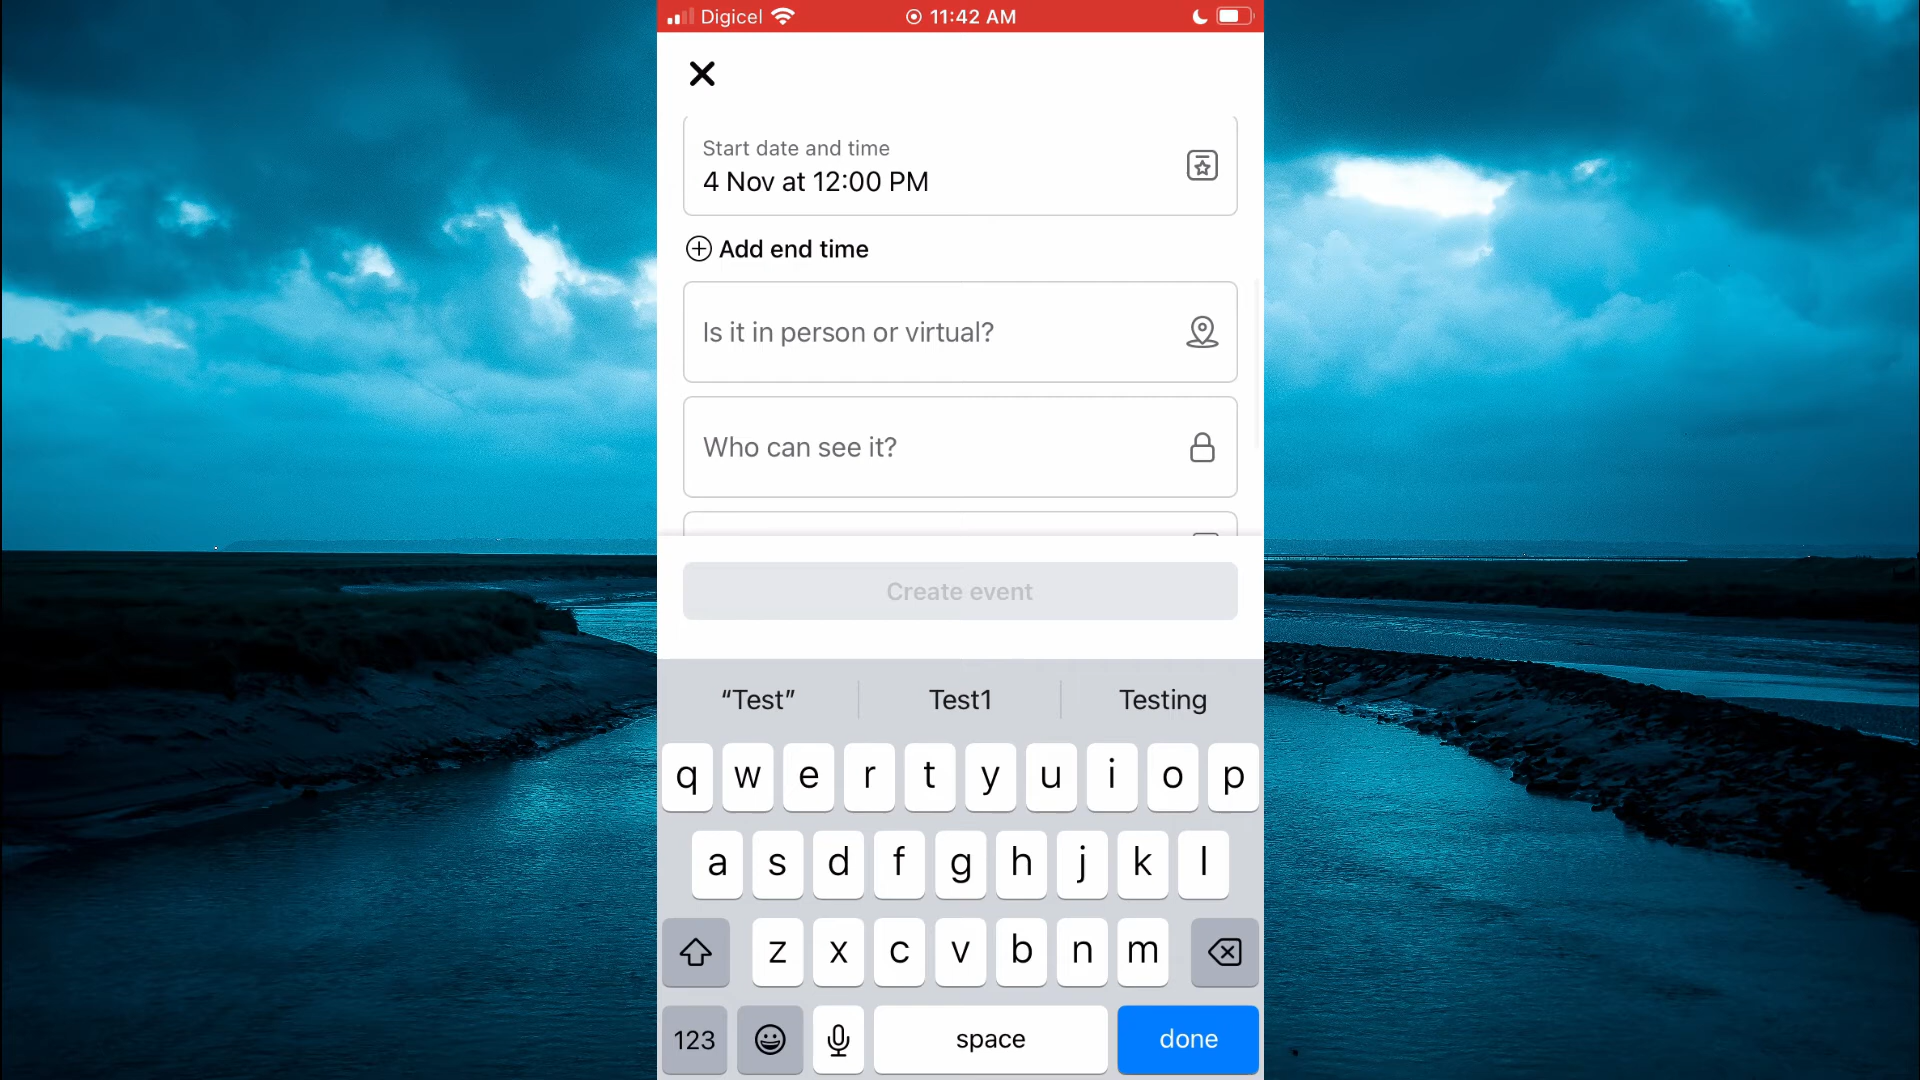 Digicel 11:42 AM
Start date and time
4 Nov at 12:00 PM
Add end time
Is it in person or virtual?
Who can see it?
Create event
“Test” Test1 Testing
q w e r t y u i o p
a s d f g h j k l
z x c v b n m
123 space done